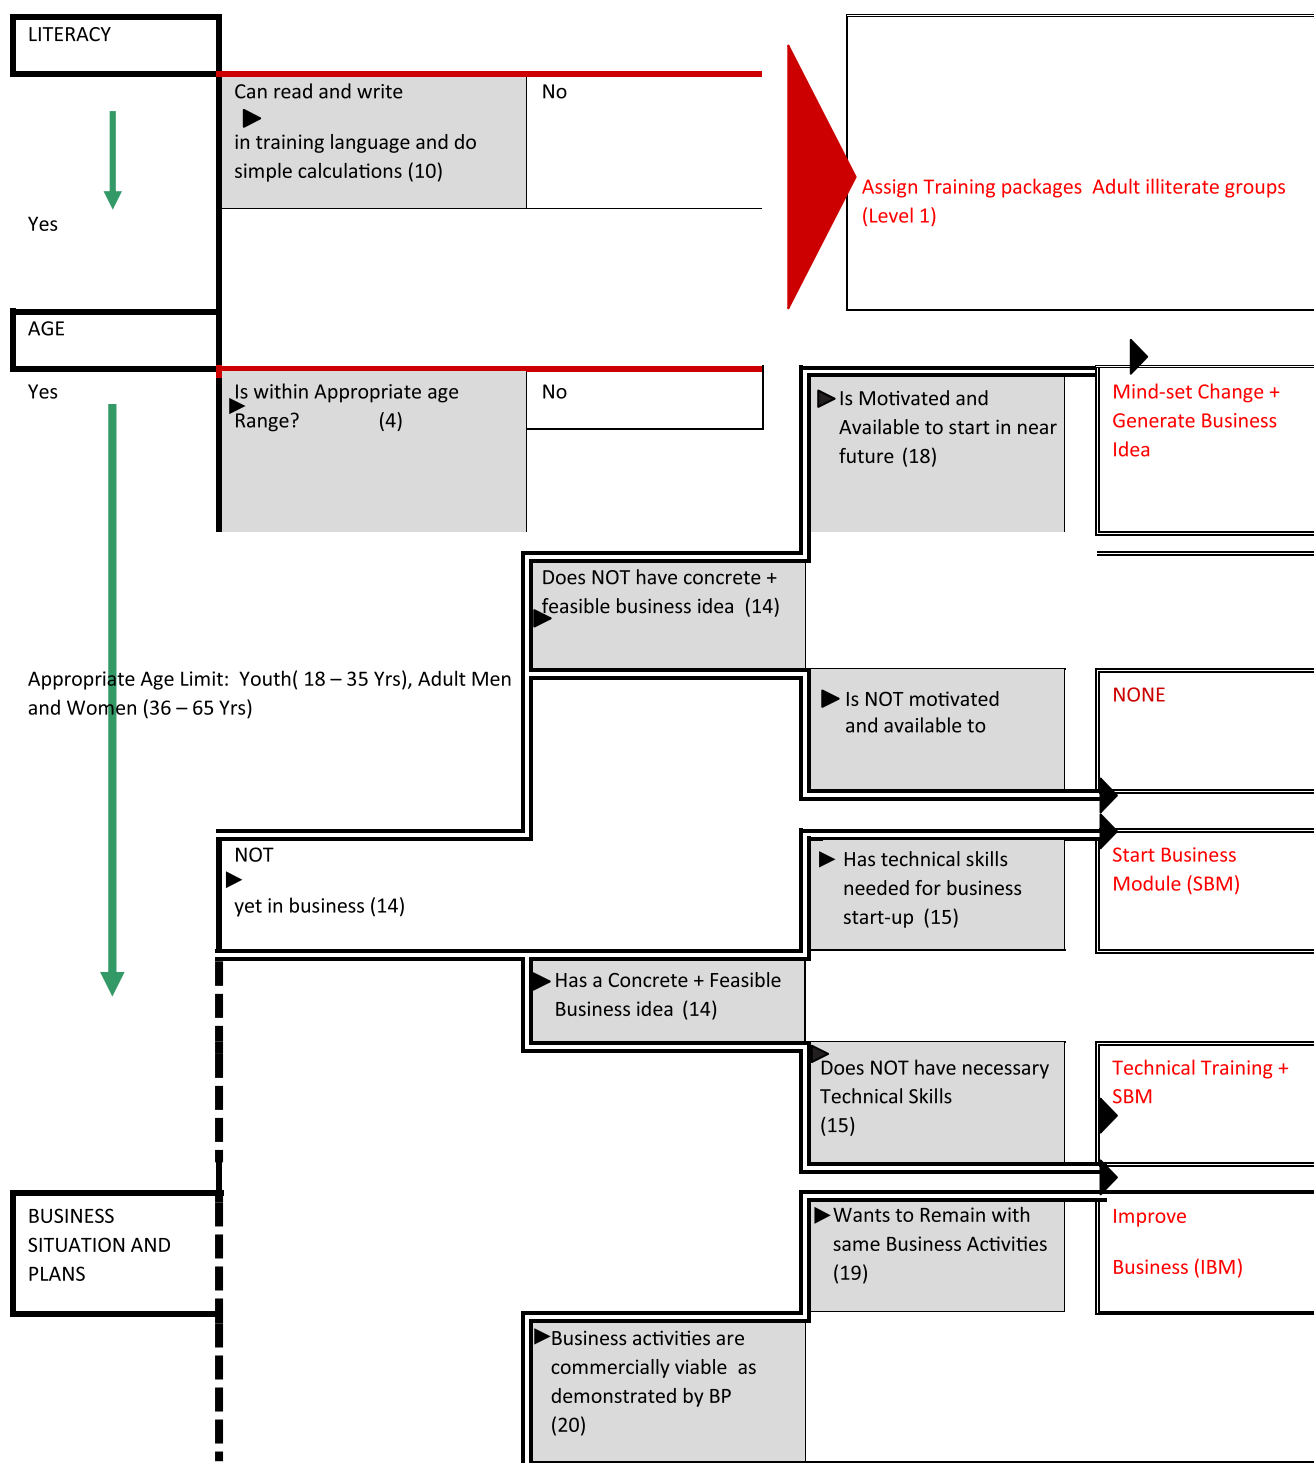 LITERACY
Can read and write
in training language and do
simple calculations (10)
No
Assign Training packages Adult illiterate groups
(Level 1)
Yes
AGE
Yes
Is within Appropriate age
Range? (4)
No
Is Motivated and
Available to start in near
future (18)
Mind-set Change +
Generate Business
Idea
Does NOT have concrete +
feasible business idea (14)
Appropriate Age Limit: Youth( 18 – 35 Yrs), Adult Men
and Women (36 – 65 Yrs)
Is NOT motivated
and available to
NONE
NOT
yet in business (14)
Has technical skills
needed for business
start-up (15)
Start Business
Module (SBM)
Has a Concrete + Feasible
Business idea (14)
Does NOT have necessary
Technical Skills
(15)
Technical Training +
SBM
BUSINESS
SITUATION AND
PLANS
Wants to Remain with
same Business Activities
(19)
Improve
Business (IBM)
Business activities are
commercially viable as
demonstrated by BP
(20)